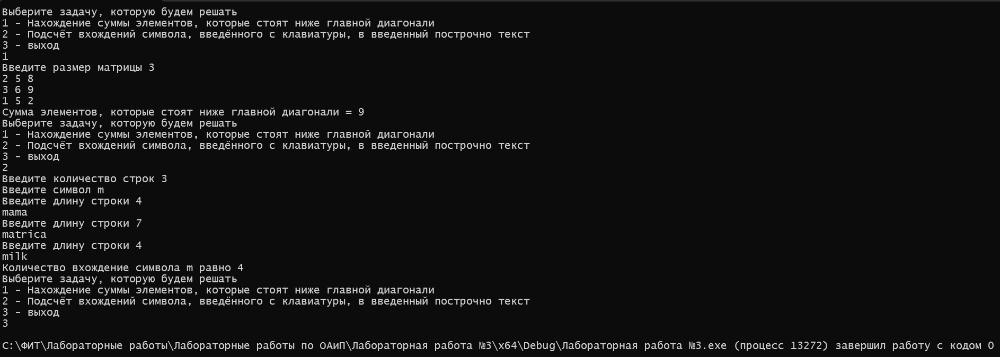 Выберите задачу, которую будем решать
1 - Нахождение суммы элементов, которые стоят ниже главной диагонали
2 - Подсчёт вхождений символа, введённого с клавиатуры, в введенный построчно текст
3 - выход
1
Введите размер матрицы 3
2 5 8
3 6 9
1 5 2
Сумма элементов, которые стоят ниже главной диагонали = 9
Выберите задачу, которую будем решать
1 - Нахождение суммы элементов, которые стоят ниже главной диагонали
2 - Подсчёт вхождений символа, введённого с клавиатуры, в введенный построчно текст
3 - выход
2
Введите количество строк 3
Введите символ m
Введите длину строки 4
mama
Введите длину строки 7
matrica
Введите длину строки 4
milk
Количество вхождение символа m равно 4
Выберите задачу, которую будем решать
1 - Нахождение суммы элементов, которые стоят ниже главной диагонали
2 - Подсчёт вхождений символа, введённого с клавиатуры, в введенный построчно текст
3 - выход
3
C:\ФИТ\Лабораторные работы\Лабораторные работы по ОАиП\Лабораторная работа №3\x64\Debug\Лабораторная работа №3.exe (процесс 13272) завершил работу с кодом 0